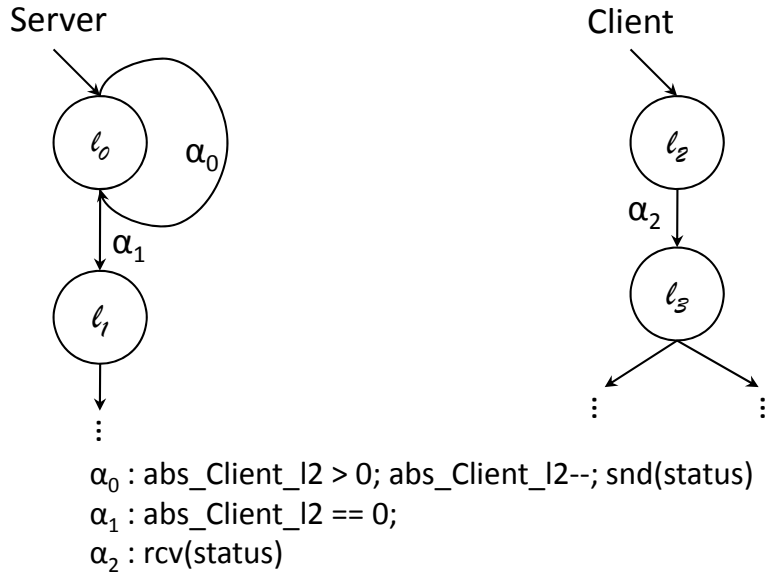 Server
Client
ℓ₀
α₀
ℓ₂
α₂
α₁
ℓ₁
ℓ₃
...
...
...
α₀ : abs_Client_l2 > 0; abs_Client_l2--; snd(status)
α₁ : abs_Client_l2 == 0;
α₂ : rcv(status)